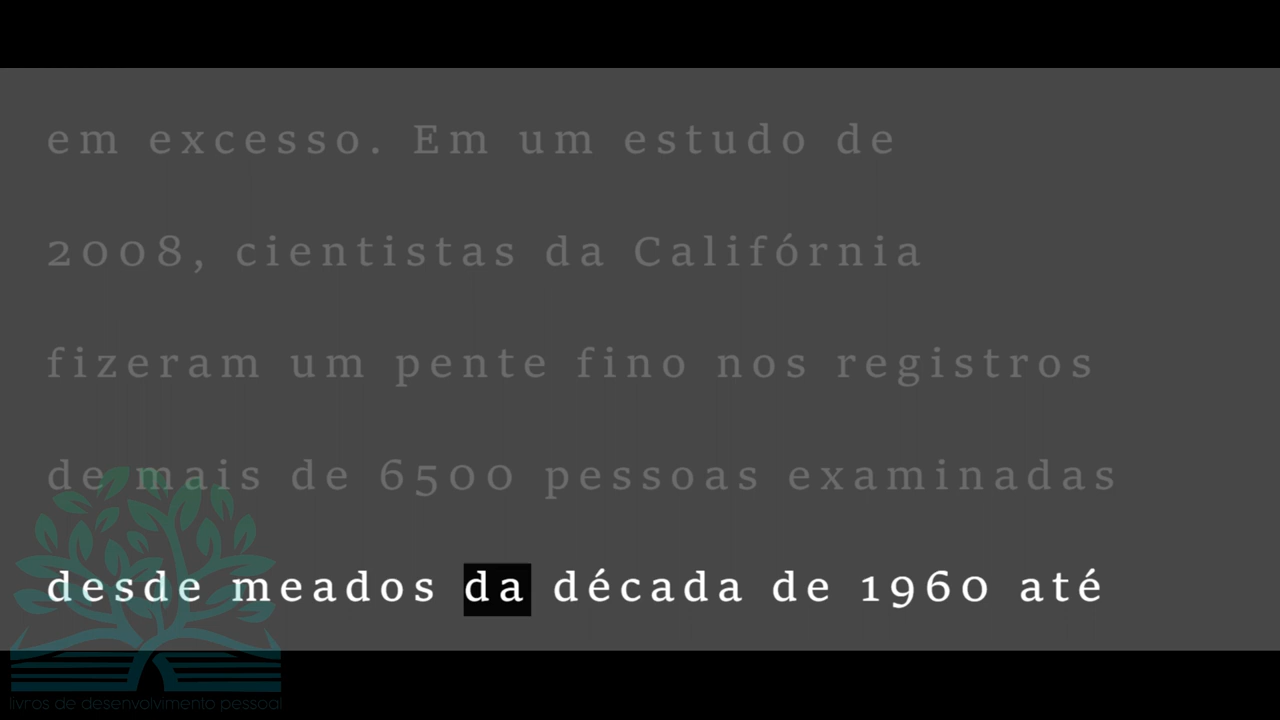 em excesso. Em um estudo de
2008, cientistas da Califórnia
fizeram um pente fino nos registros
de mais de 6500 pessoas examinadas
desde meados da década de 1960 até
livros de desenvolvimento pessoal